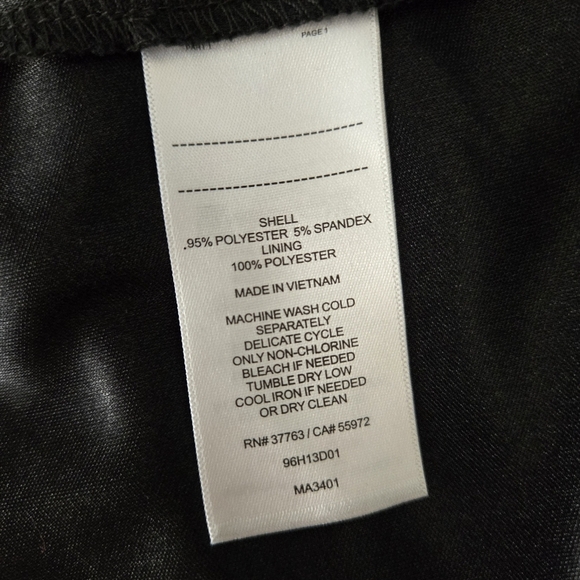 PAGE 1
SHELL
.95% POLYESTER 5% SPANDEX
LINING
100% POLYESTER
MADE IN VIETNAM
MACHINE WASH COLD
SEPARATELY
DELICATE CYCLE
ONLY NON-CHLORINE
BLEACH IF NEEDED
TUMBLE DRY LOW
COOL IRON IF NEEDED
OR DRY CLEAN
RN# 37763 / CA# 55972
96H13D01
MA3401